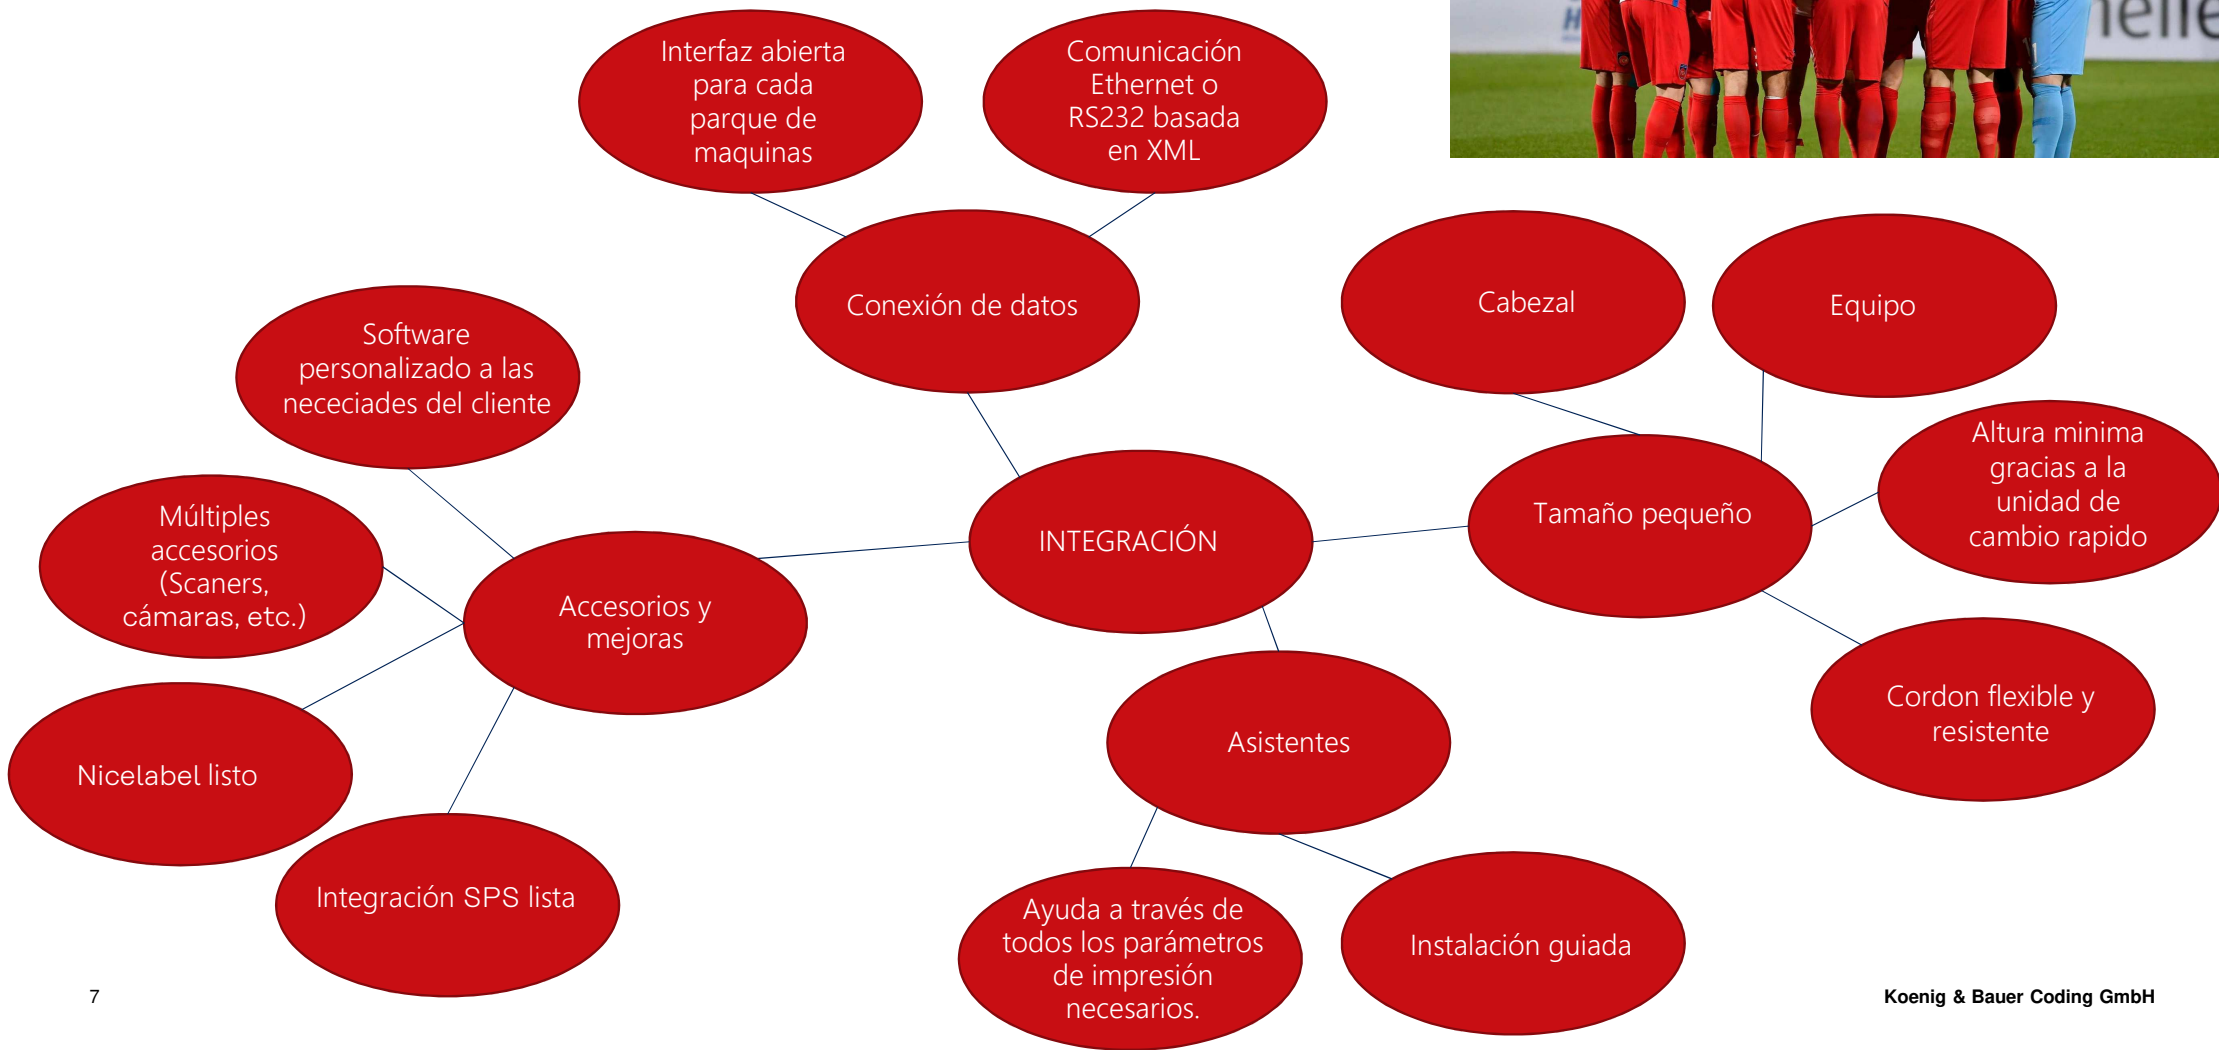 Interfaz abierta
para cada
parque de
maquinas
Comunicación
Ethernet o
RS232 basada
en XML
Conexión de datos
Cabezal
Equipo
Software
personalizado a las
nececiades del cliente
Altura minima
gracias a la
unidad de
cambio rapido
Múltiples
accesorios
(Scaners,
cámaras, etc.)
Tamaño pequeño
INTEGRACIÓN
Accesorios y
mejoras
Cordon flexible y
resistente
Asistentes
Nicelabel listo
Integración SPS lista
Ayuda a través de
todos los parámetros
de impresión
necesarios.
Instalación guiada
7
Koenig & Bauer Coding GmbH